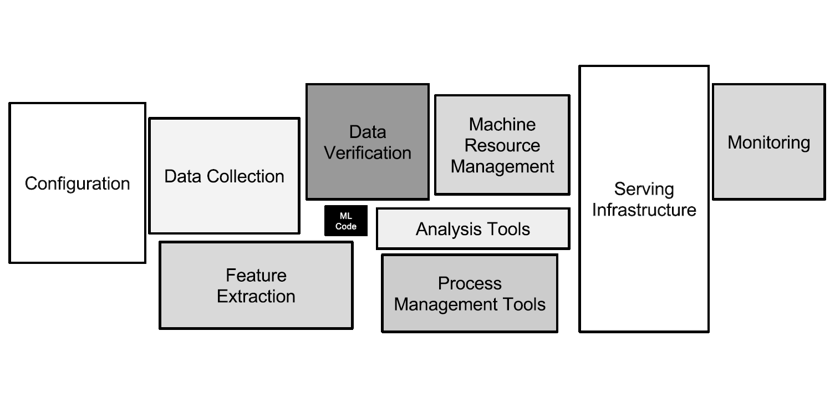 Configuration
Data Collection
Data
Verification
Machine
Resource
Management
Serving
Infrastructure
Monitoring
ML
Code
Analysis Tools
Feature
Extraction
Process
Management Tools